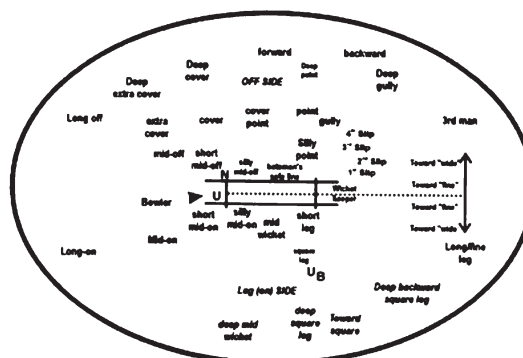 forward
backward
Deep
cover
Deep
point
OFF SIDE
Deep
gully
Deep
extra cover
Long off
extra
cover
cover
cover
point
point
gully
3rd man
4th Slip
3rd Slip
2nd Slip
1st Slip
mid-off
short
mid-off
silly
mid-off
batsman's
Silly
point
Toward "wide"
Toward "fine"
Toward "fine"
Toward "wide"
N
U
Wicket
keeper
Bowler
short
mid-on
silly
mid-on
mid
wicket
short
leg
Mid-on
Long-on
square
leg
UB
Long/fine
leg
Leg (on) SIDE
Deep backward
square leg
deep mid
wicket
deep
square
leg
Toward
square